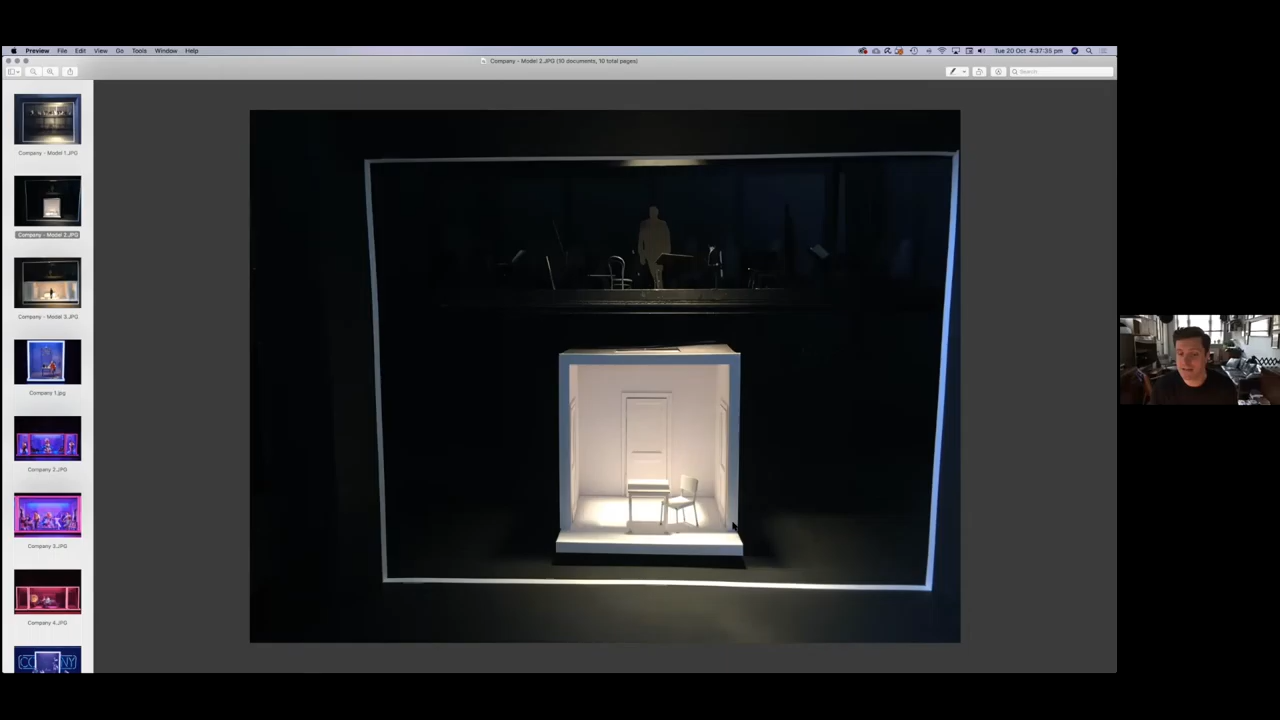 Preview File Edit View Go Tools Window Help
Tue 20 Oct 4:37:35 pm
Company - Model 2.JPG (10 documents, 10 total pages)
Search
Company - Model 1.JPG
Company - Model 2.JPG
Company - Model 3.JPG
Company 1.jpg
Company 2.JPG
Company 3.JPG
Company 4.JPG